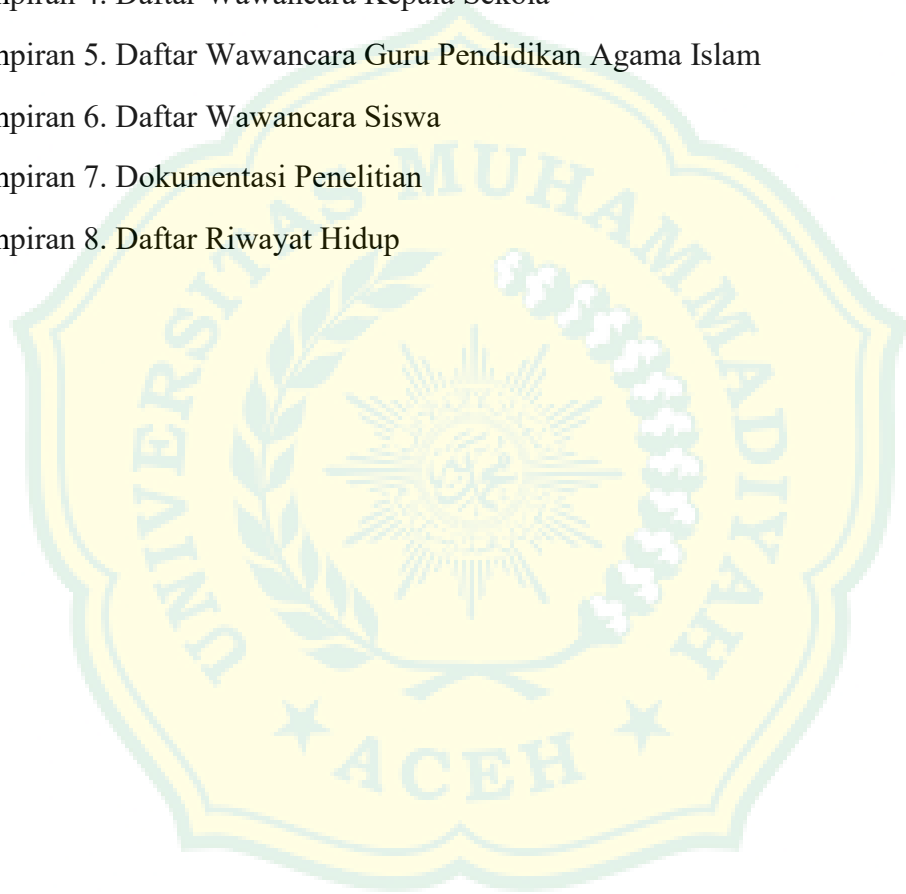 mpiran 4. Daftar Wawancara Kepala Sekola
mpiran 5. Daftar Wawancara Guru Pendidikan Agama Islam
mpiran 6. Daftar Wawancara Siswa
mpiran 7. Dokumentasi Penelitian
mpiran 8. Daftar Riwayat Hidup
UNIVERSITAS MUHAMMADIYAH
ACEH